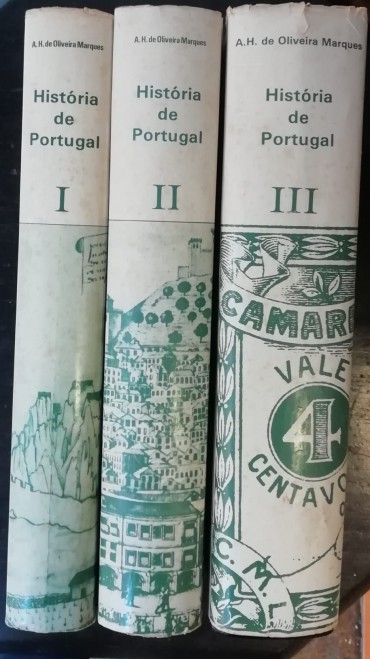 A.H. de Oliveira Marques
História
de
Portugal
I
A.H. de Oliveira Marques
História
de
Portugal
II
A.H. de Oliveira Marques
História
de
Portugal
III
CAMAR
VALE
4
CENTAVO
C.M.L